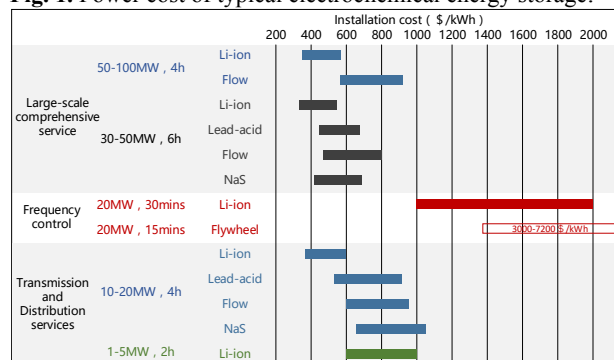 Fig. 1. Power cost of typical electrochemical energy storage.
Installation cost ( $/kWh )
200 400 600 800 1000 1200 1400 1600 1800 2000
Large-scale comprehensive service
50-100MW , 4h
Li-ion
Flow
30-50MW , 6h
Li-ion
Lead-acid
Flow
NaS
Frequency control
20MW , 30mins Li-ion
20MW , 15mins Flywheel 3000-7200 $ /kWh
Transmission and Distribution services
10-20MW , 4h
Li-ion
Lead-acid
Flow
NaS
1-5MW , 2h Li-ion